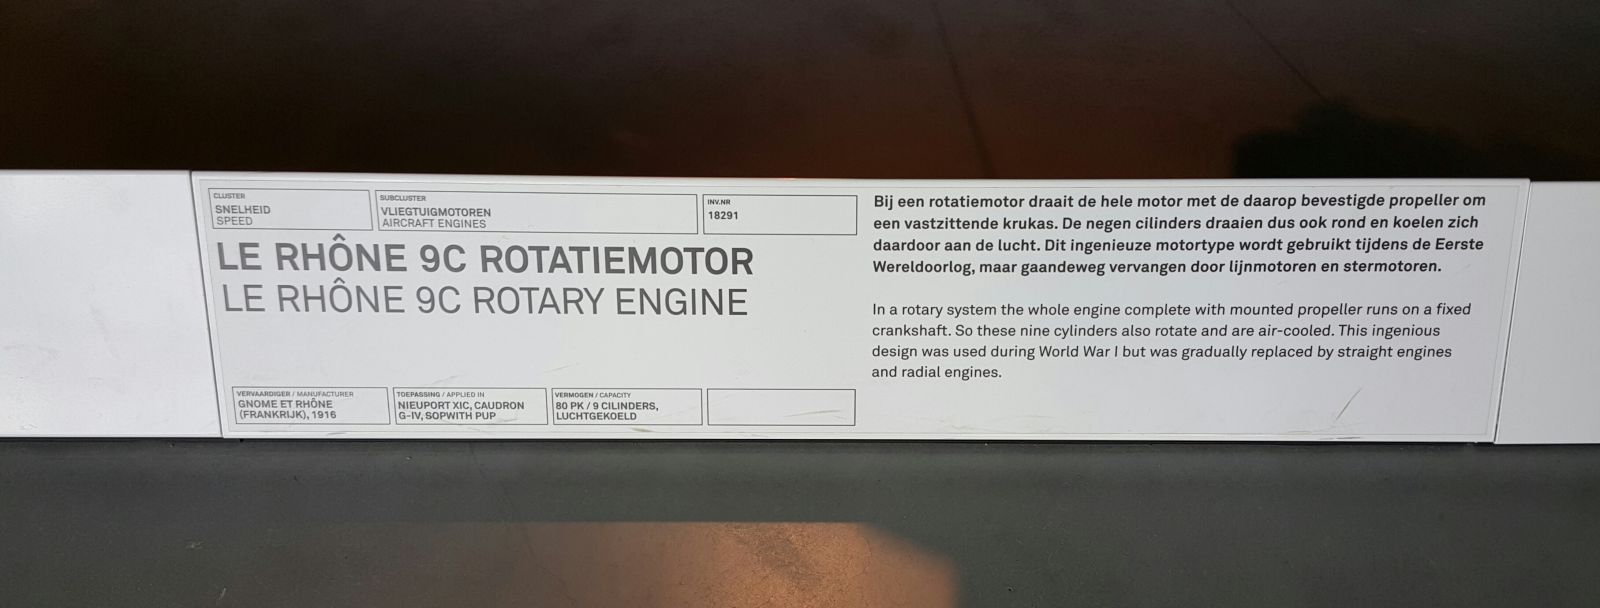 CLUSTER
SNELHEID
SPEED
SUBCLUSTER
VLIEGTUIGMOTOREN
AIRCRAFT ENGINES
INV.NR
18291
LE RHÔNE 9C ROTATIEMOTOR
LE RHÔNE 9C ROTARY ENGINE
VERVAARDIGER / MANUFACTURER
GNOME ET RHÔNE
(FRANKRIJK), 1916
TOEPASSING / APPLIED IN
NIEUPORT XIC, CAUDRON
G-IV, SOPWITH PUP
VERMOGEN / CAPACITY
80 PK / 9 CILINDERS,
LUCHTGEKOELD
Bij een rotatiemotor draait de hele motor met de daarop bevestigde propeller om
een vastzittende krukas. De negen cilinders draaien dus ook rond en koelen zich
daardoor aan de lucht. Dit ingenieuze motortype wordt gebruikt tijdens de Eerste
Wereldoorlog, maar gaandeweg vervangen door lijnmotoren en stermotoren.
In a rotary system the whole engine complete with mounted propeller runs on a fixed
crankshaft. So these nine cylinders also rotate and are air-cooled. This ingenious
design was used during World War I but was gradually replaced by straight engines
and radial engines.